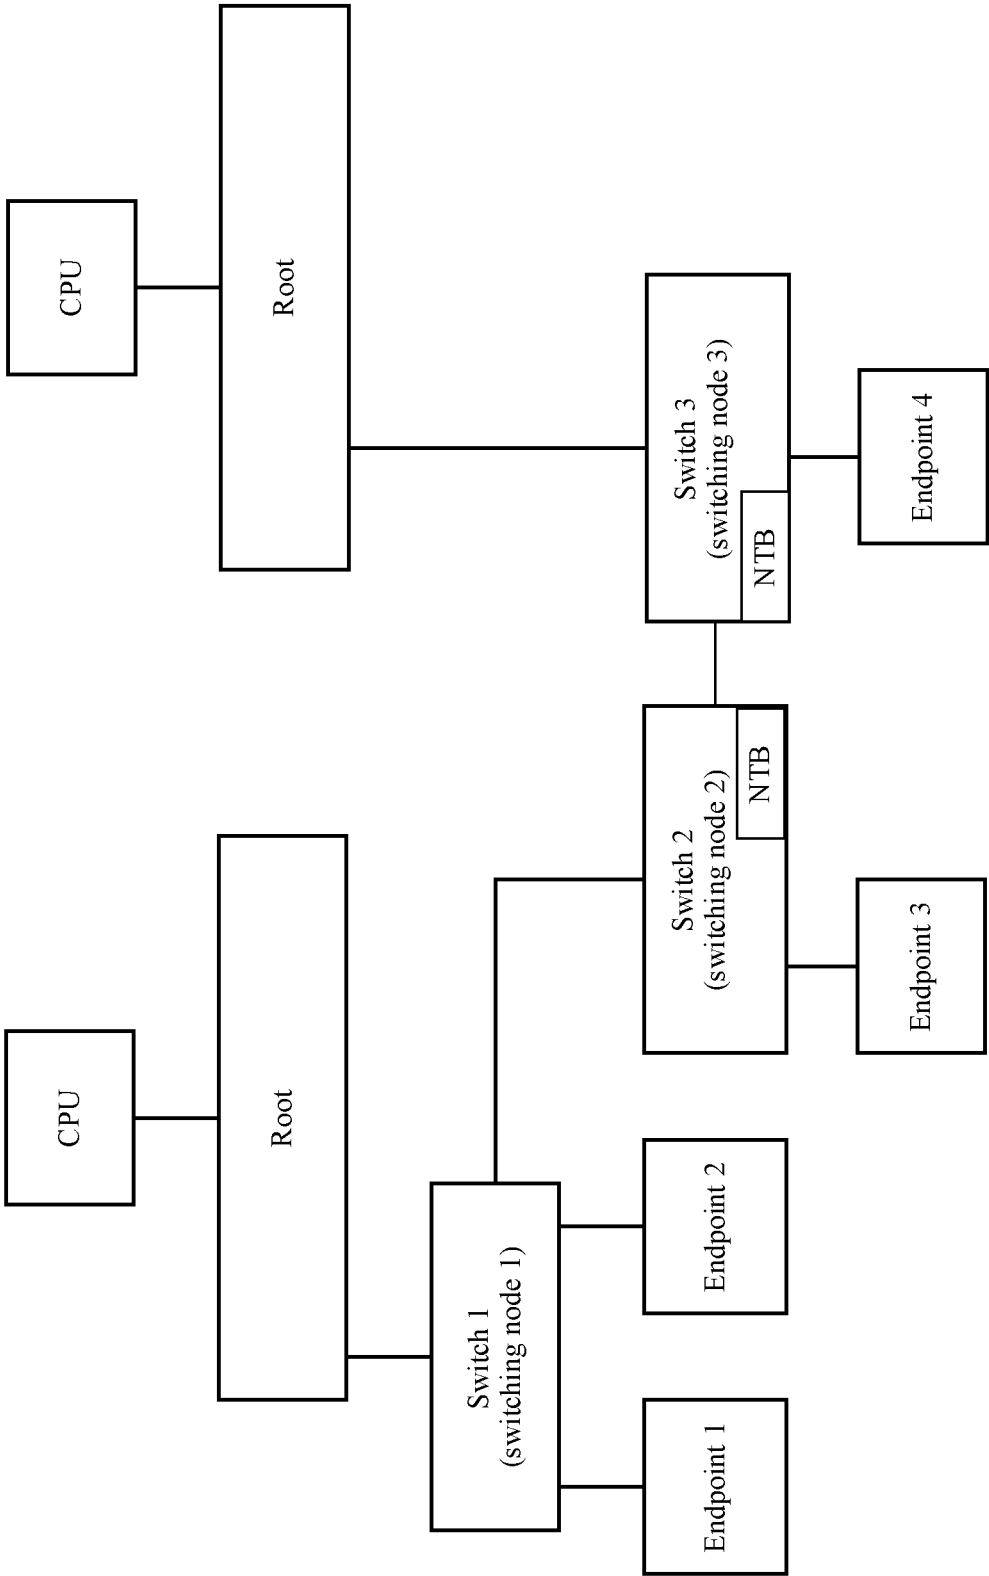 CPU
CPU
Root
Root
Switch 1
(switching node 1)
Switch 2
(switching node 2)
NTB
Switch 3
(switching node 3)
NTB
Endpoint 1
Endpoint 2
Endpoint 3
Endpoint 4